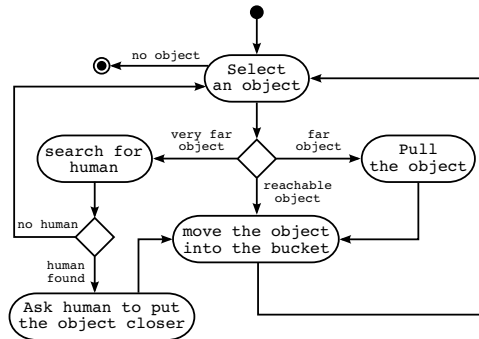 no object
Select
an object
very far
object
far
object
search for
human
Pull
the object
reachable
object
no human
move the object
into the bucket
human
found
Ask human to put
the object closer